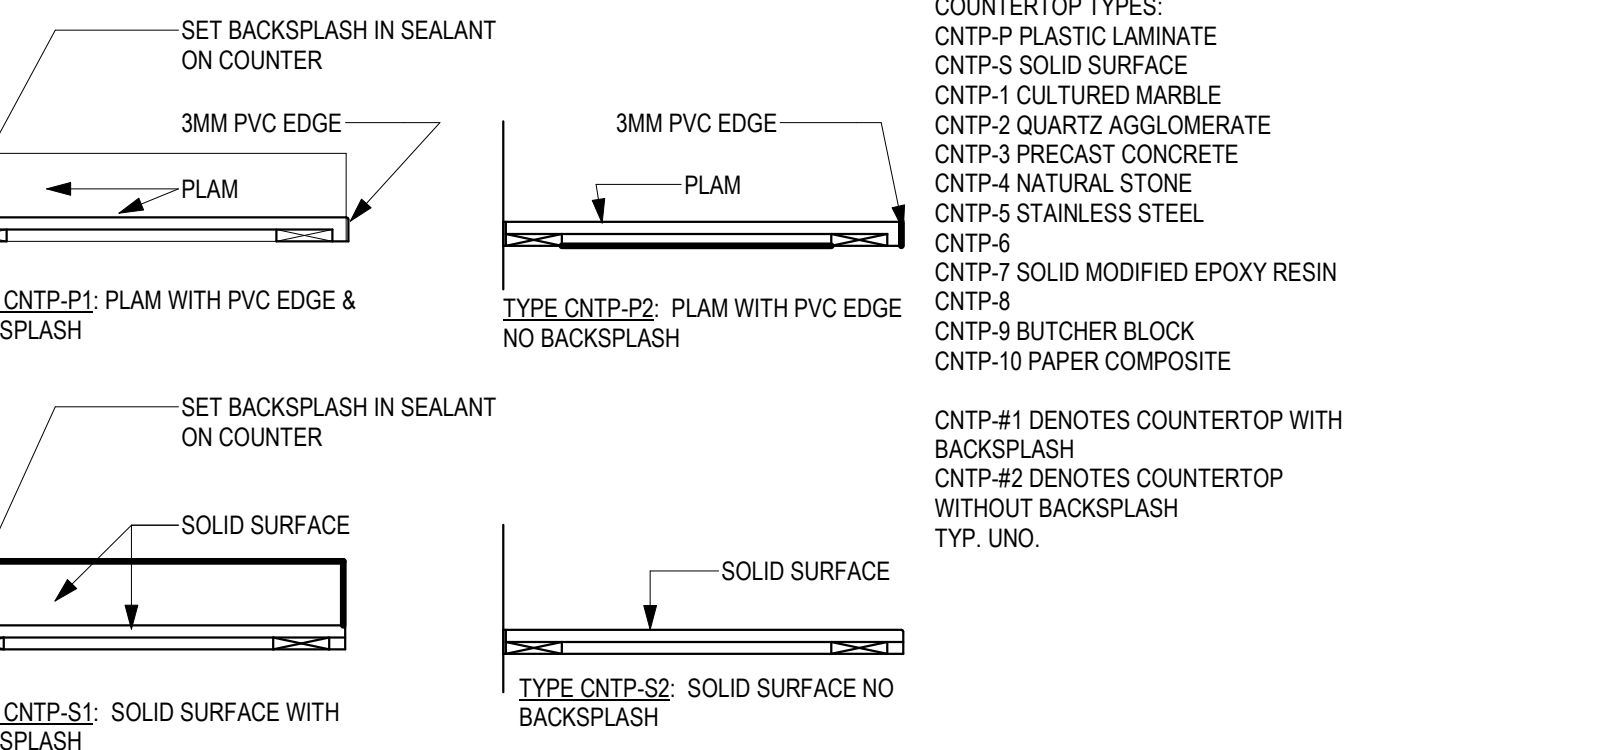 SET BACKSPLASH IN SEALANT
ON COUNTER
3MM PVC EDGE
PLAM
CNTP-P1: PLAM WITH PVC EDGE &
SPLASH
3MM PVC EDGE
PLAM
TYPE CNTP-P2: PLAM WITH PVC EDGE
NO BACKSPLASH
SET BACKSPLASH IN SEALANT
ON COUNTER
SOLID SURFACE
CNTP-S1: SOLID SURFACE WITH
SPLASH
SOLID SURFACE
TYPE CNTP-S2: SOLID SURFACE NO
BACKSPLASH
COUNTERTOP TYPES:
CNTP-P PLASTIC LAMINATE
CNTP-S SOLID SURFACE
CNTP-1 CULTURED MARBLE
CNTP-2 QUARTZ AGGLOMERATE
CNTP-3 PRECAST CONCRETE
CNTP-4 NATURAL STONE
CNTP-5 STAINLESS STEEL
CNTP-6
CNTP-7 SOLID MODIFIED EPOXY RESIN
CNTP-8
CNTP-9 BUTCHER BLOCK
CNTP-10 PAPER COMPOSITE
CNTP-#1 DENOTES COUNTERTOP WITH
BACKSPLASH
CNTP-#2 DENOTES COUNTERTOP
WITHOUT BACKSPLASH
TYP. UNO.